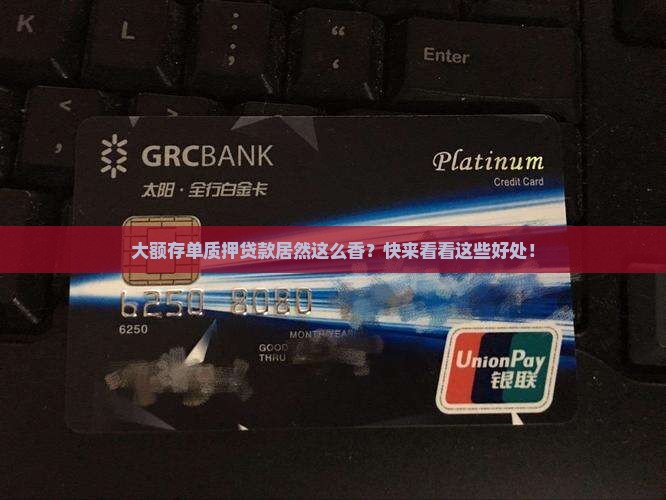 K
L
: ;
“ ‘
Enter
<
>
GRCBANK
Platinum
Credit Card
太阳·全行白金卡
大额存单质押贷款居然这么香？快来看看这些好处！
6250 8080
6250
MONTH/YEAR
GOOD
THRU
UnionPay
银联